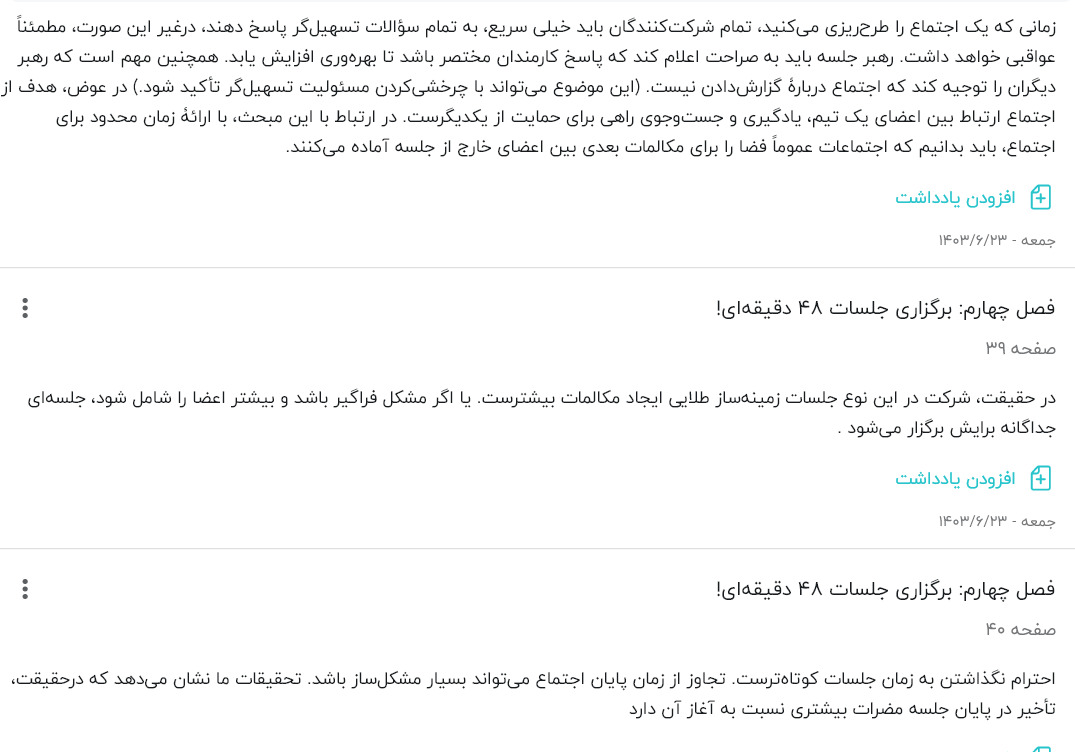 زمانی که یک اجتماع را طرح‌ریزی می‌کنید، تمام شرکت‌کنندگان باید خیلی سریع، به تمام سؤالات تسهیل‌گر پاسخ دهند، درغیر این صورت، مطمئناً
عواقبی خواهد داشت. رهبر جلسه باید به صراحت اعلام کند که پاسخ کارمندان مختصر باشد تا بهره‌وری افزایش یابد. همچنین مهم است که رهبر
دیگران را توجیه کند که اجتماع دربارهٔ گزارش‌دادن نیست. (این موضوع می‌تواند با چرخشی‌کردن مسئولیت تسهیل‌گر تأکید شود.) در عوض، هدف از
اجتماع ارتباط بین اعضای یک تیم، یادگیری و جست‌وجوی راهی برای حمایت از یکدیگرست. در ارتباط با این مبحث، با ارائهٔ زمان محدود برای
اجتماع، باید بدانیم که اجتماعات عموماً فضا را برای مکالمات بعدی بین اعضای خارج از جلسه آماده می‌کنند.
افزودن یادداشت
جمعه - ۱۴۰۳/۶/۲۳
فصل چهارم: برگزاری جلسات ۴۸ دقیقه‌ای!
صفحه ۳۹
در حقیقت، شرکت در این نوع جلسات زمینه‌ساز طلایی ایجاد مکالمات بیشترست. یا اگر مشکل فراگیر باشد و بیشتر اعضا را شامل شود، جلسه‌ای
جداگانه برایش برگزار می‌شود .
افزودن یادداشت
جمعه - ۱۴۰۳/۶/۲۳
فصل چهارم: برگزاری جلسات ۴۸ دقیقه‌ای!
صفحه ۴۰
احترام نگذاشتن به زمان جلسات کوتاه‌ترست. تجاوز از زمان پایان اجتماع می‌تواند بسیار مشکل‌ساز باشد. تحقیقات ما نشان می‌دهد که درحقیقت،
تأخیر در پایان جلسه مضرات بیشتری نسبت به آغاز آن دارد